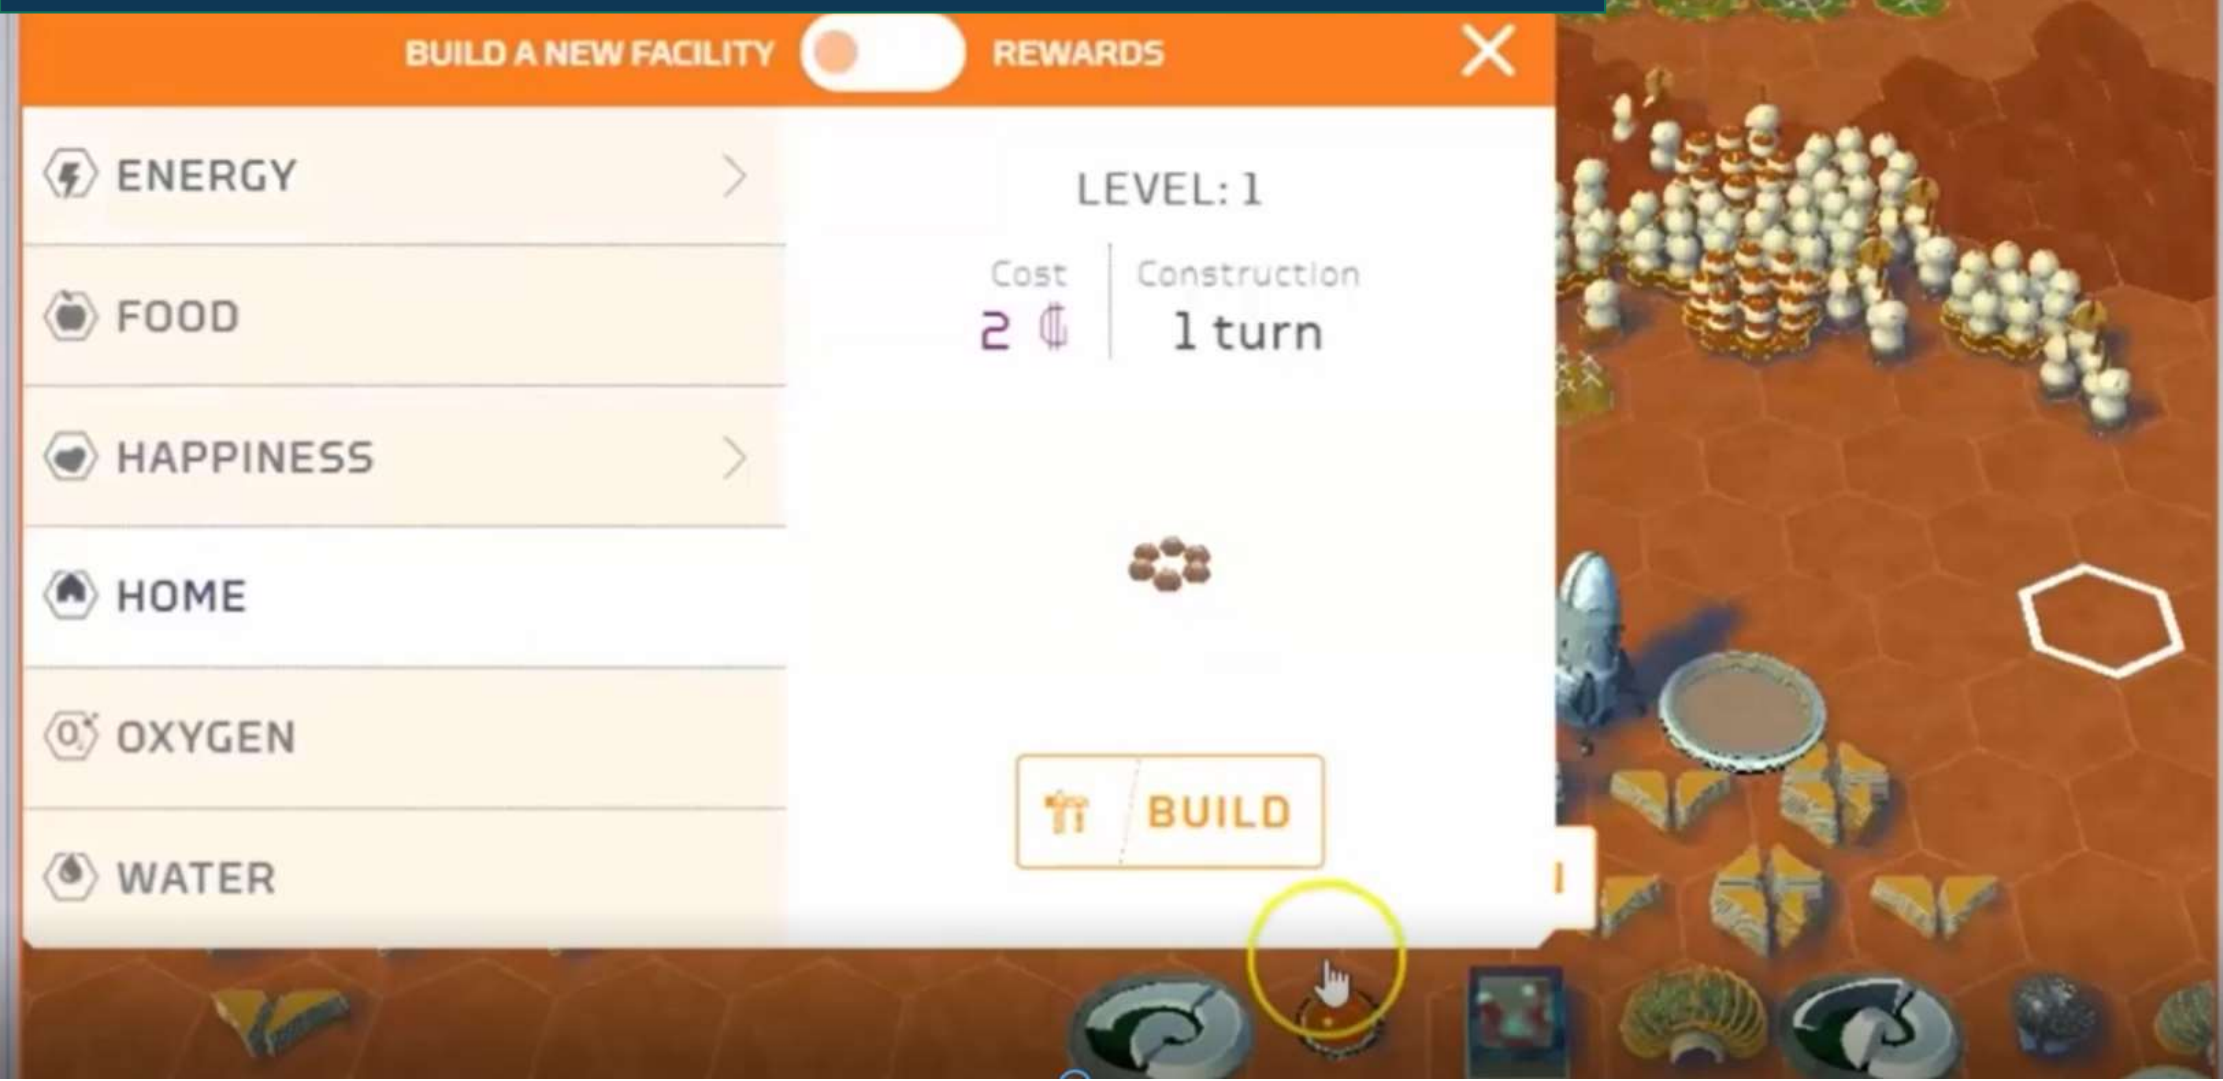 BUILD A NEW FACILITY REWARDS
ENERGY
FOOD
HAPPINESS
HOME
OXYGEN
WATER
LEVEL: 1
Cost
2
Construction
1 turn
BUILD